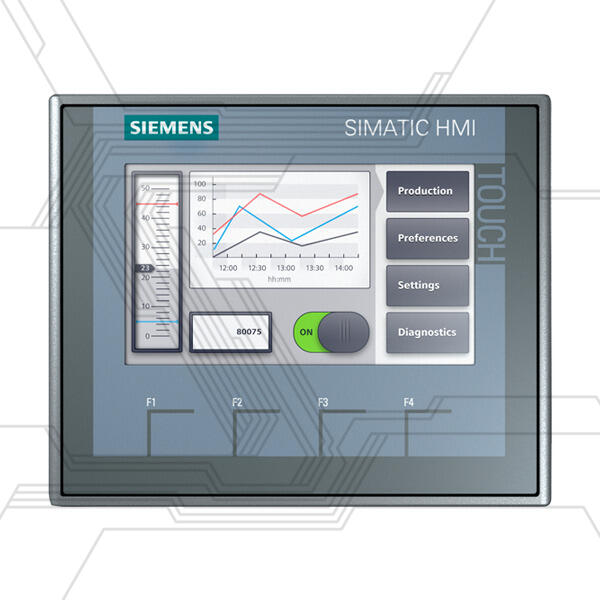 SIEMENS
SIMATIC HMI
TOUCH
50
40
30
23
20
10
0
100
80
60
40
20
12:00 12:30 13:00 13:30 14:00
hh:mm
80075
ON
Production
Preferences
Settings
Diagnostics
F1 F2 F3 F4